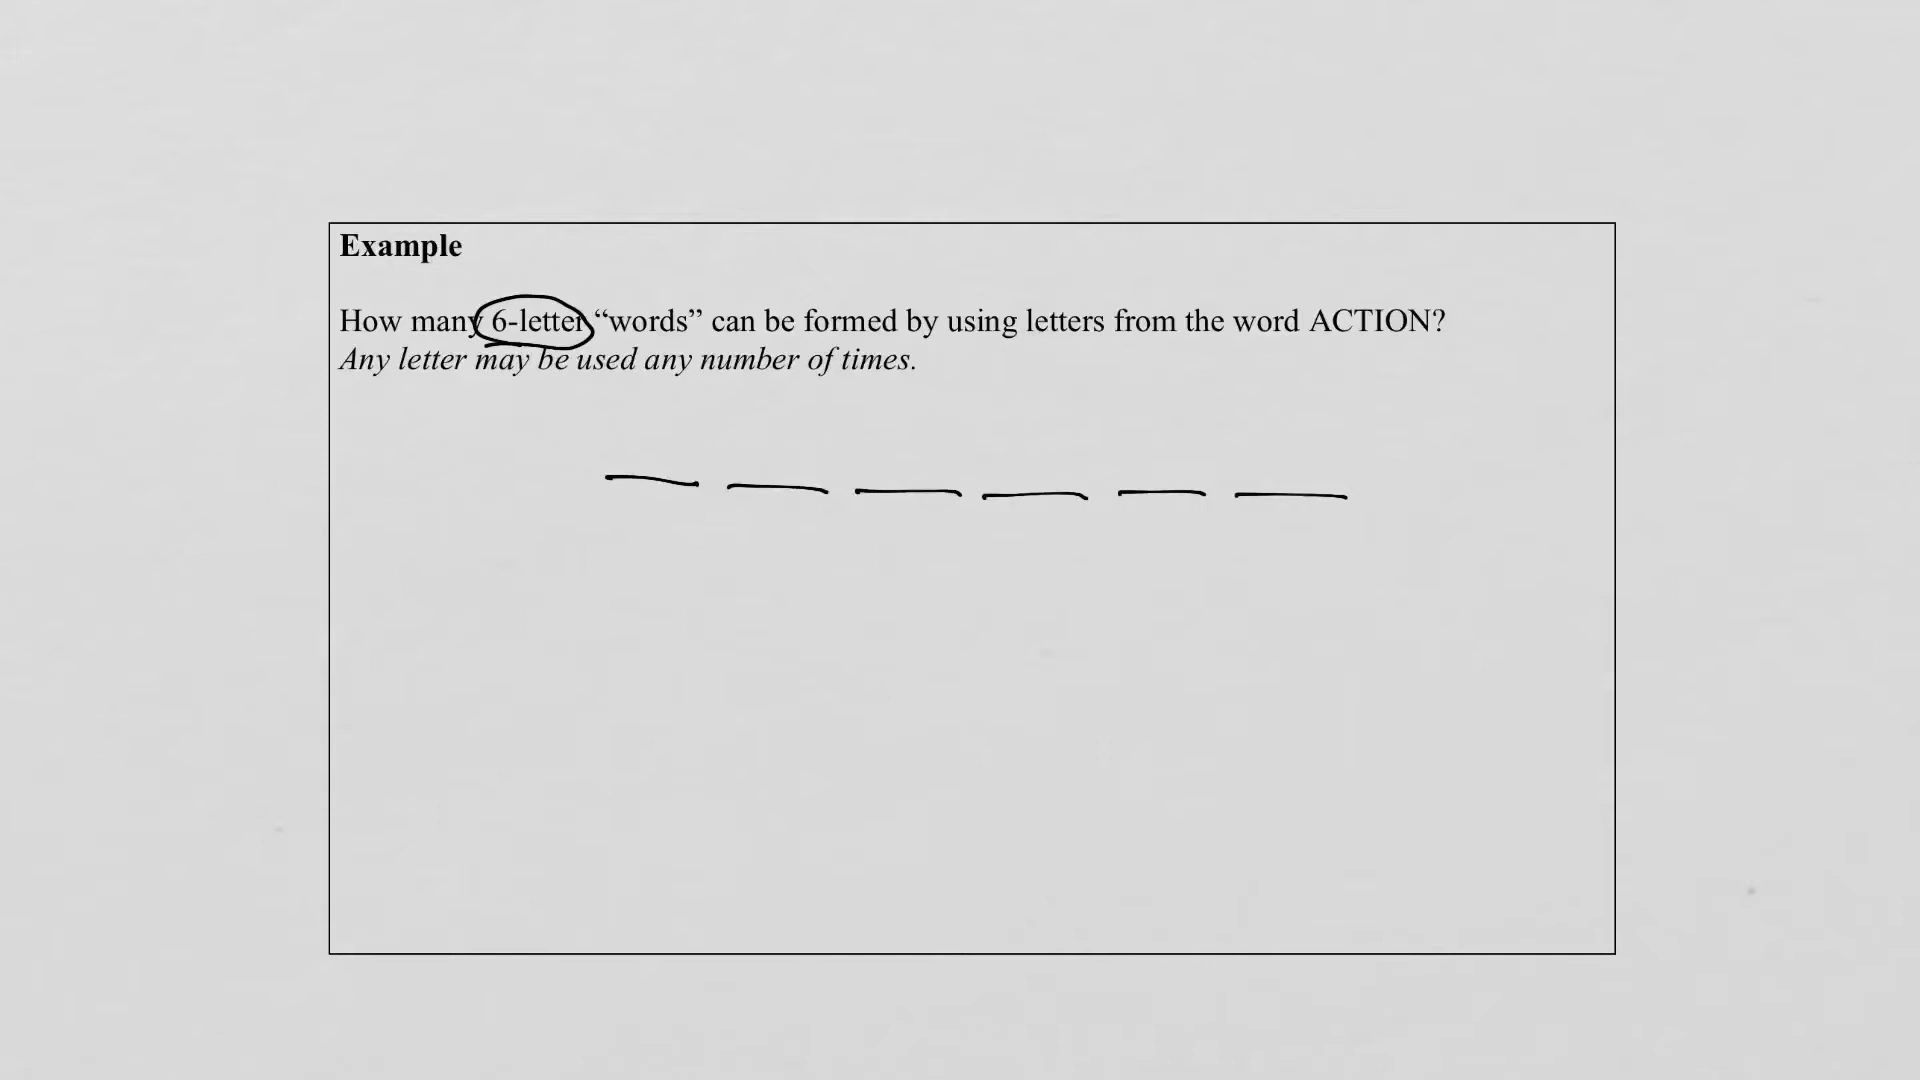 Example
How many 6-letter “words” can be formed by using letters from the word ACTION?
Any letter may be used any number of times.